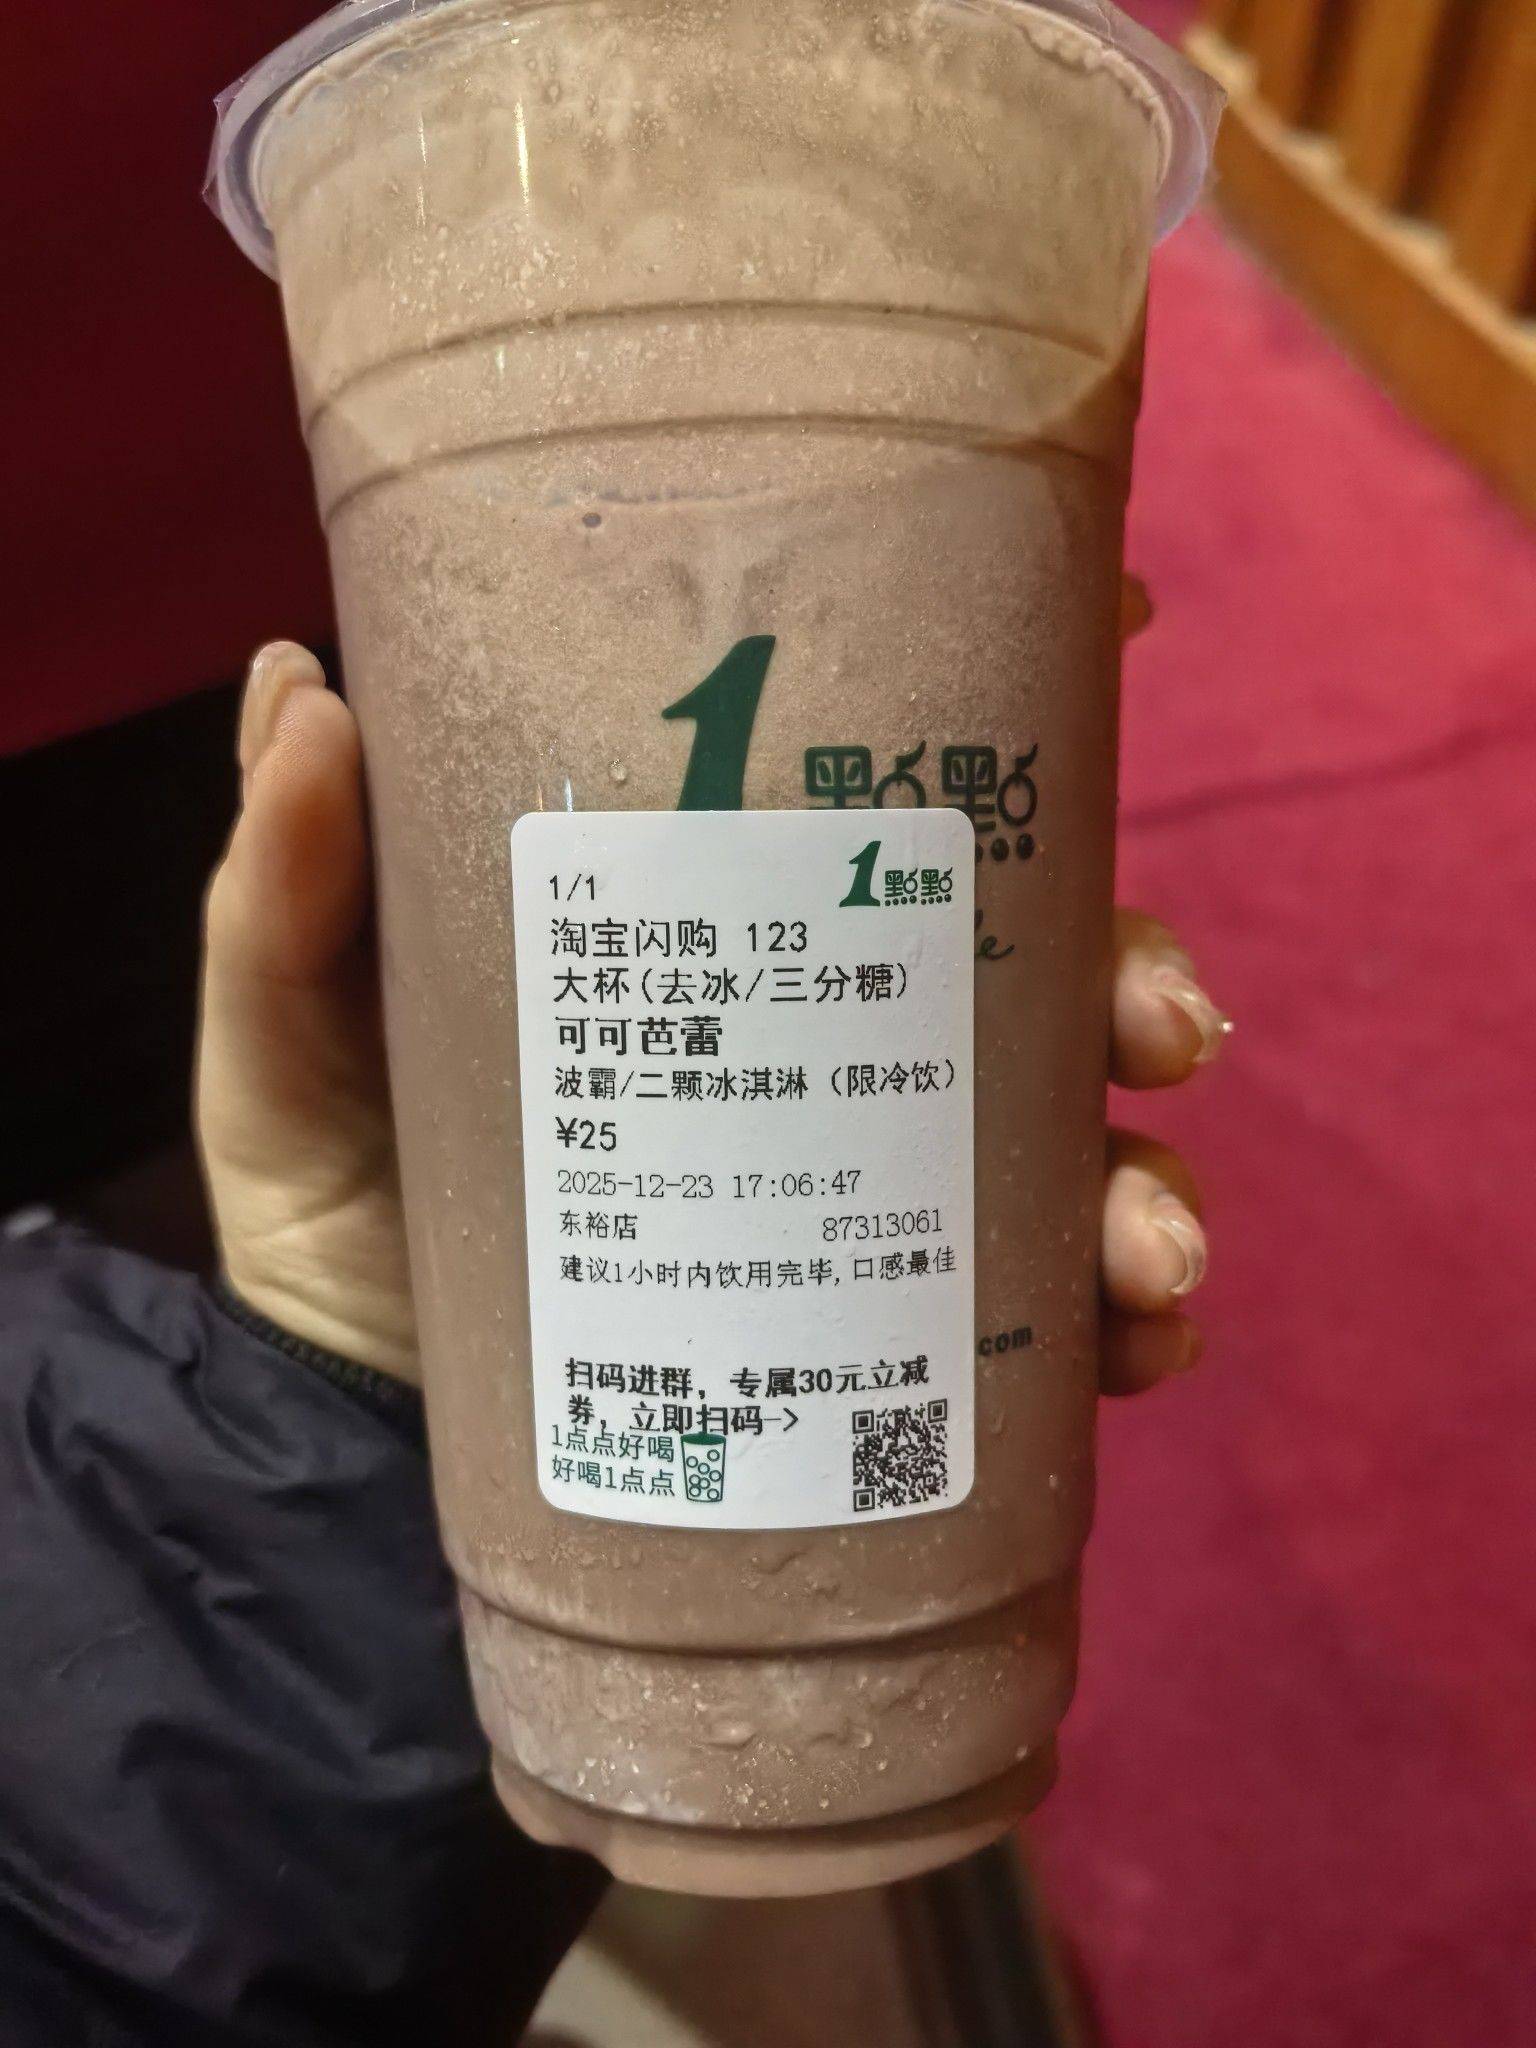 1點點
1/1
1點點
淘宝闪购 123
大杯(去冰/三分糖)
可可芭蕾
波霸/二颗冰淇淋（限冷饮）
¥25
2025-12-23 17:06:47
东裕店 87313061
建议1小时内饮用完毕,口感最佳
com
扫码进群，专属30元立减
券，立即扫码->
1点点好喝
好喝1点点